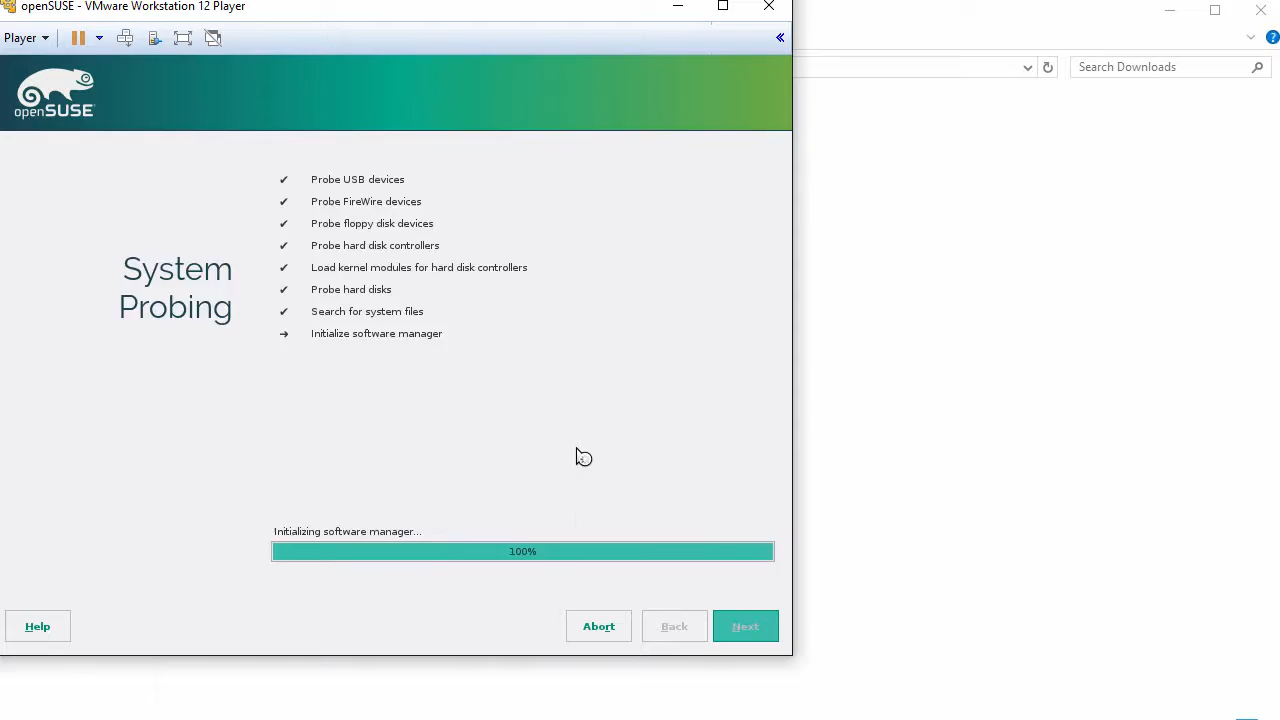 openSUSE - VMware Workstation 12 Player
Player
Search Downloads
openSUSE
System
Probing
Probe USB devices
Probe FireWire devices
Probe floppy disk devices
Probe hard disk controllers
Load kernel modules for hard disk controllers
Probe hard disks
Search for system files
Initialize software manager
Initializing software manager...
100%
Help
Abort
Back
Next